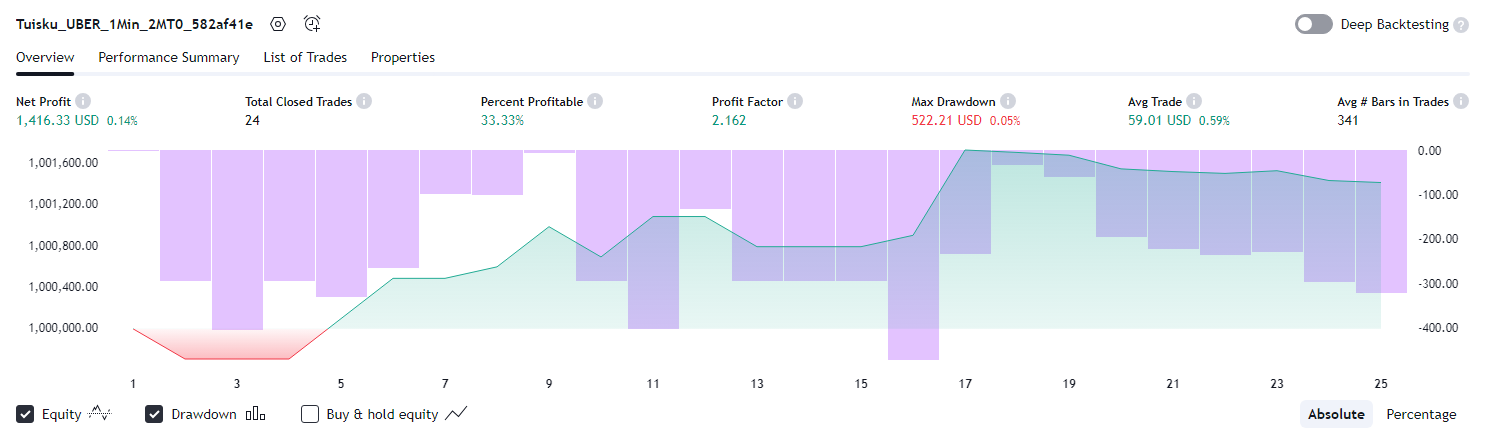 Tuisku_UBER_1Min_2MT0_582af41e
Deep Backtesting ?
Overview Performance Summary List of Trades Properties
Net Profit Total Closed Trades Percent Profitable Profit Factor Max Drawdown Avg Trade Avg # Bars in Trades
1,416.33 USD 0.14% 24 33.33% 2.162 522.21 USD 0.05% 59.01 USD 0.59% 341
1,001,600.00 0.00
1,001,200.00 -100.00
1,000,800.00 -200.00
1,000,400.00 -300.00
1,000,000.00 -400.00
1 3 5 7 9 11 13 15 17 19 21 23 25
Equity Drawdown Buy & hold equity Absolute Percentage